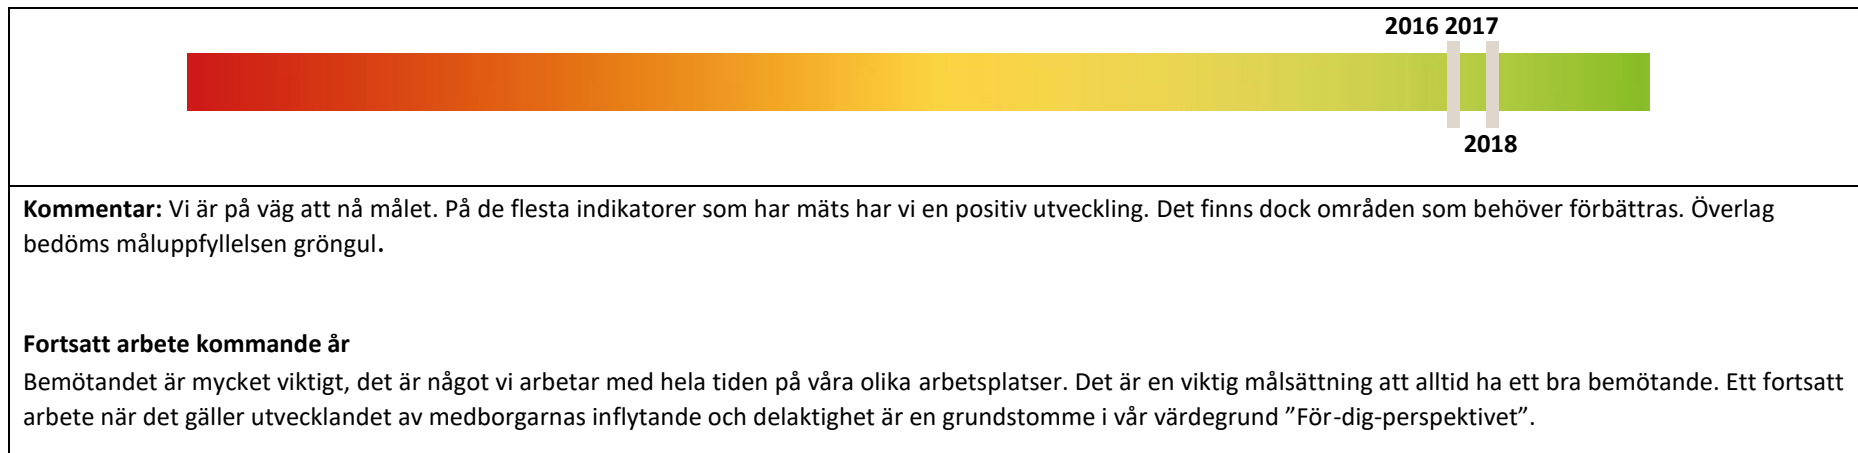 2016 2017
2018
Kommentar: Vi är på väg att nå målet. På de flesta indikatorer som har mäts har vi en positiv utveckling. Det finns dock områden som behöver förbättras. Överlag
bedöms måluppfyllelsen gröngul.
Fortsatt arbete kommande år
Bemötandet är mycket viktigt, det är något vi arbetar med hela tiden på våra olika arbetsplatser. Det är en viktig målsättning att alltid ha ett bra bemötande. Ett fortsatt
arbete när det gäller utvecklandet av medborgarnas inflytande och delaktighet är en grundstomme i vår värdegrund ”För-dig-perspektivet”.